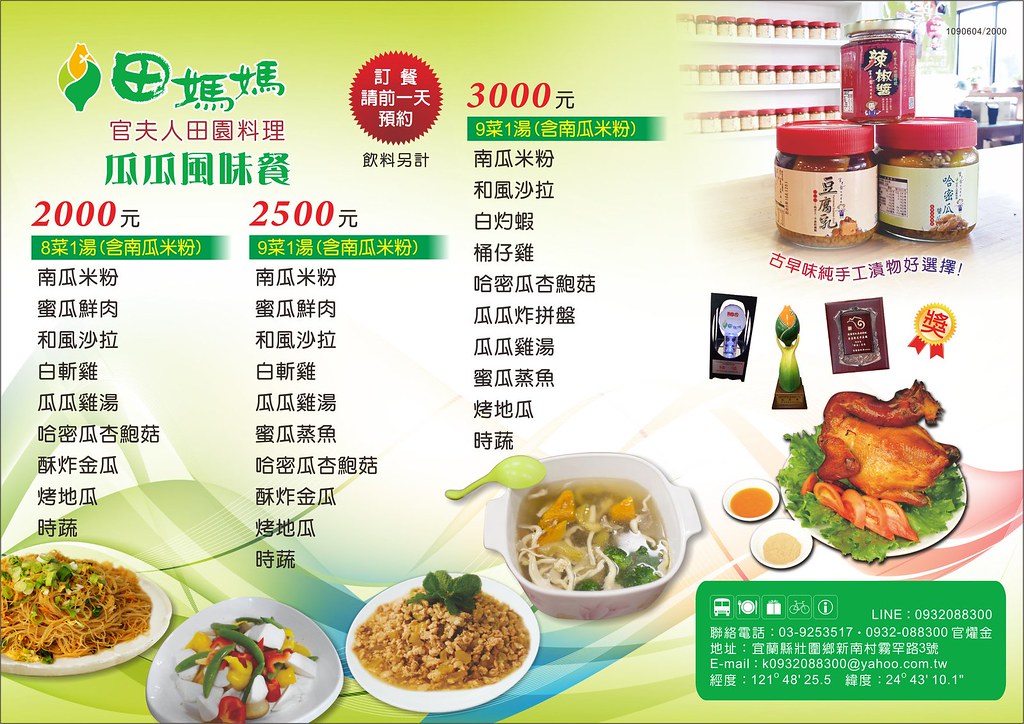 1090604/2000
田媽媽
官夫人田園料理
瓜瓜風味餐
訂餐
請前一天
預約
飲料另計
2000元
8菜1湯(含南瓜米粉)
南瓜米粉
蜜瓜鮮肉
和風沙拉
白斬雞
瓜瓜雞湯
哈密瓜杏鮑菇
酥炸金瓜
烤地瓜
時蔬
2500元
9菜1湯(含南瓜米粉)
南瓜米粉
蜜瓜鮮肉
和風沙拉
白斬雞
瓜瓜雞湯
蜜瓜蒸魚
哈密瓜杏鮑菇
酥炸金瓜
烤地瓜
時蔬
3000元
9菜1湯(含南瓜米粉)
南瓜米粉
和風沙拉
白灼蝦
桶仔雞
哈密瓜杏鮑菇
瓜瓜炸拼盤
瓜瓜雞湯
蜜瓜蒸魚
烤地瓜
時蔬
辣椒醬
豆腐乳
哈密瓜
古早味純手工漬物好選擇!
獎
LINE:0932088300
聯絡電話:03-9253517・0932-088300 官燿金
地址:宜蘭縣壯圍鄉新南村霧罕路3號
E-mail:k0932088300@yahoo.com.tw
經度:121° 48' 25.5 緯度:24° 43' 10.1"